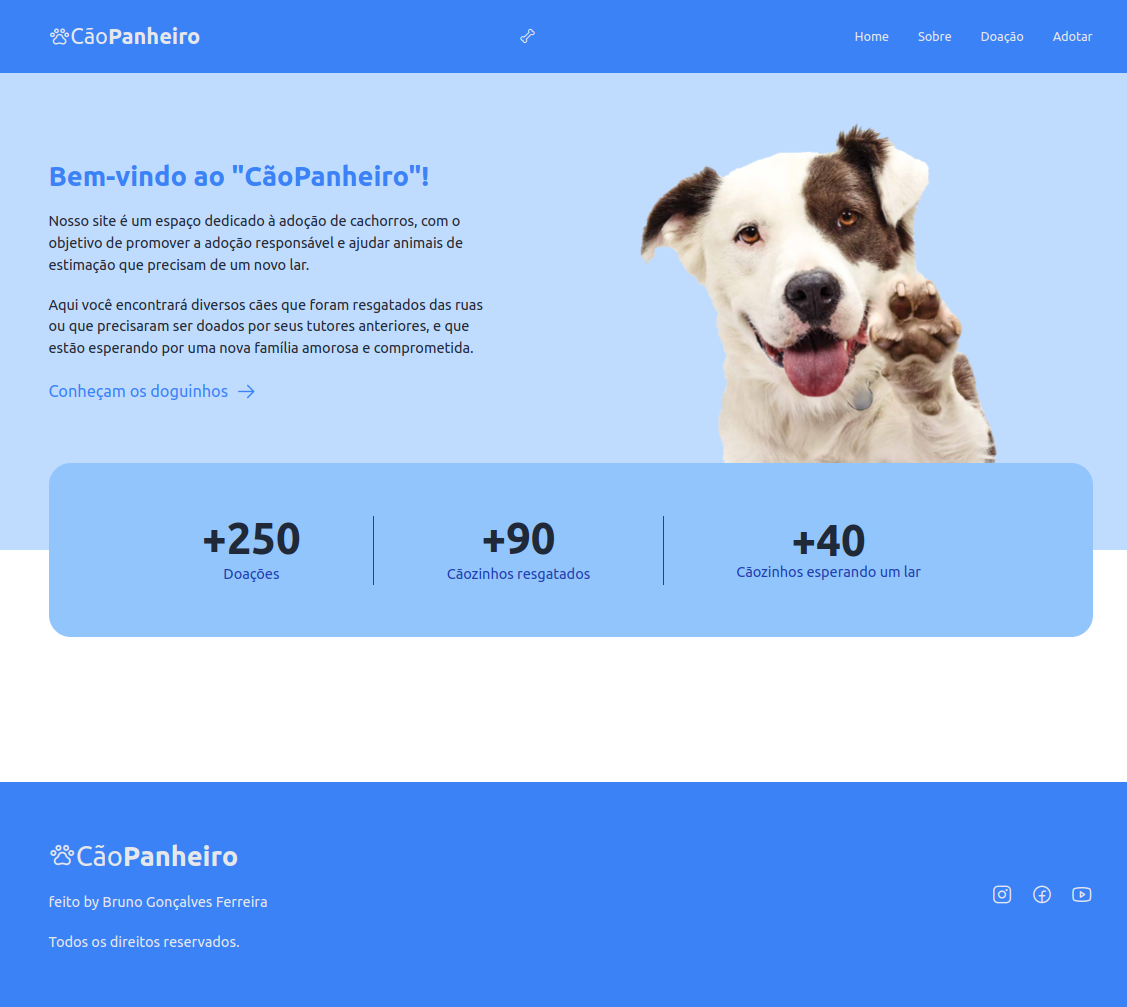 CãoPanheiro
Home Sobre Doação Adotar
Bem-vindo ao "CãoPanheiro"!
Nosso site é um espaço dedicado à adoção de cachorros, com o
objetivo de promover a adoção responsável e ajudar animais de
estimação que precisam de um novo lar.
Aqui você encontrará diversos cães que foram resgatados das ruas
ou que precisaram ser doados por seus tutores anteriores, e que
estão esperando por uma nova família amorosa e comprometida.
Conheçam os doguinhos
+250
Doações
+90
Cãozinhos resgatados
+40
Cãozinhos esperando um lar
CãoPanheiro
feito by Bruno Gonçalves Ferreira
Todos os direitos reservados.